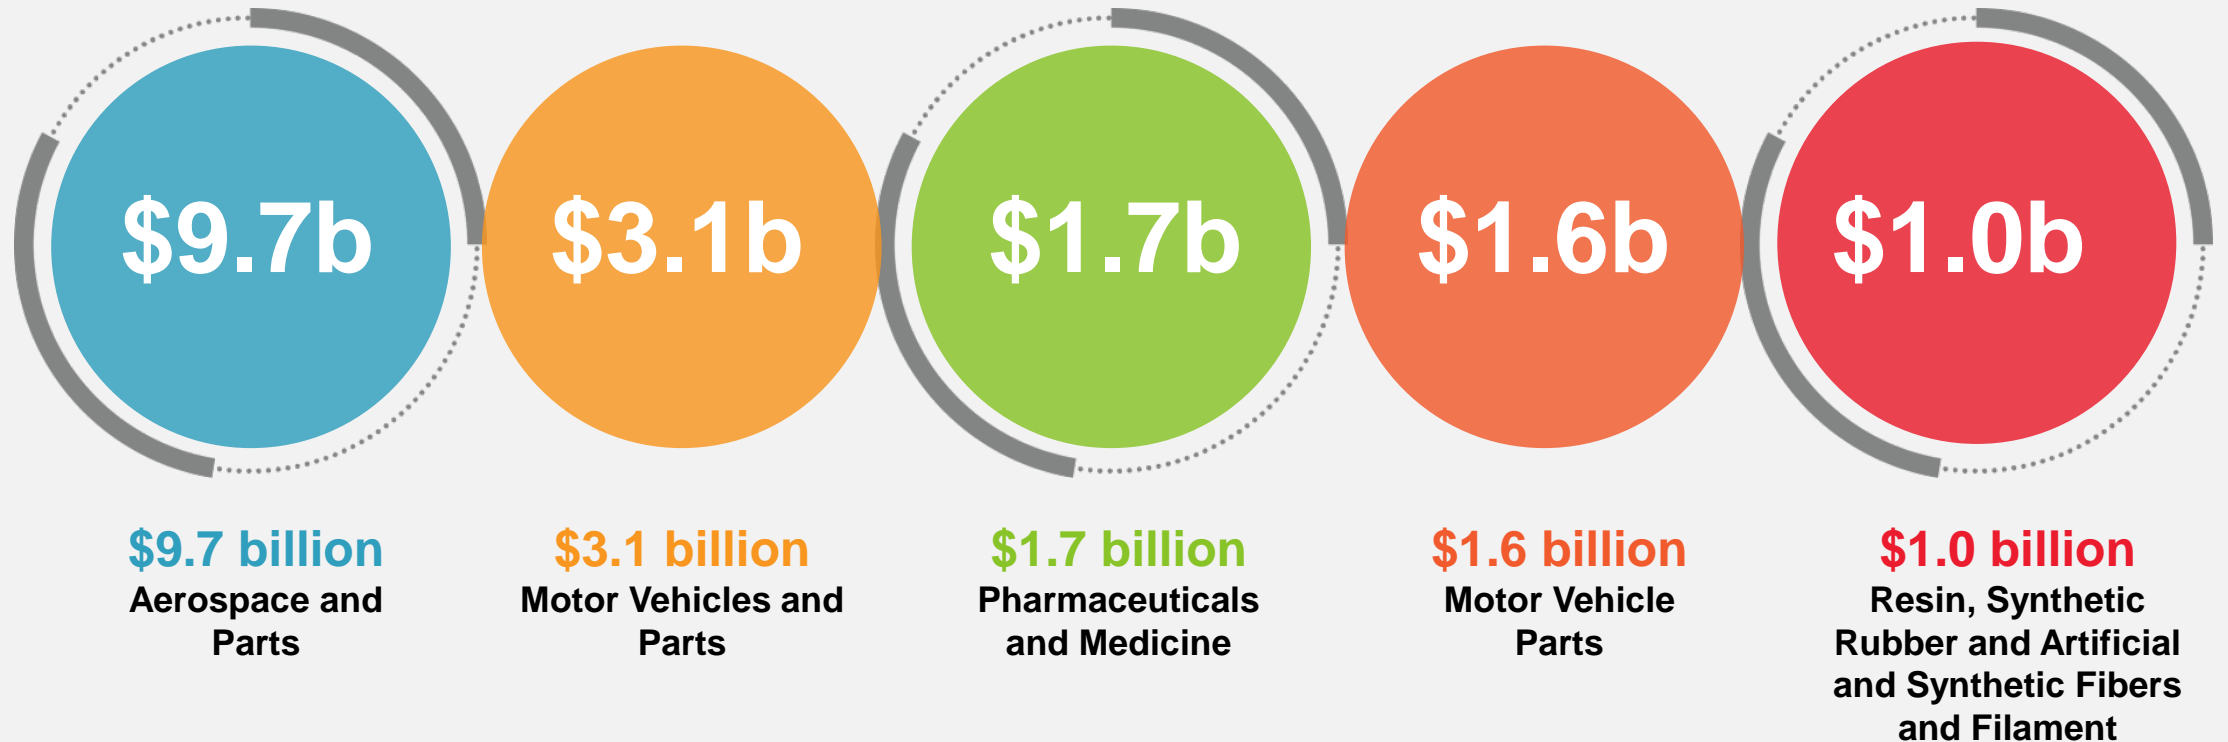 $9.7b
$3.1b
$1.7b
$1.6b
$1.0b
$9.7 billion
Aerospace and
Parts
$3.1 billion
Motor Vehicles and
Parts
$1.7 billion
Pharmaceuticals
and Medicine
$1.6 billion
Motor Vehicle
Parts
$1.0 billion
Resin, Synthetic
Rubber and Artificial
and Synthetic Fibers
and Filament